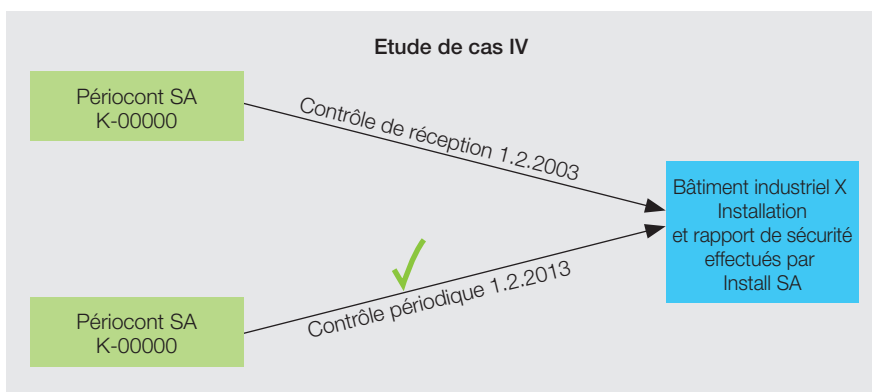 Etude de cas IV
Périocont SA
K-00000
Contrôle de réception 1.2.2003
Bâtiment industriel X
Installation
et rapport de sécurité
effectués par
Install SA
Contrôle périodique 1.2.2013
Périocont SA
K-00000